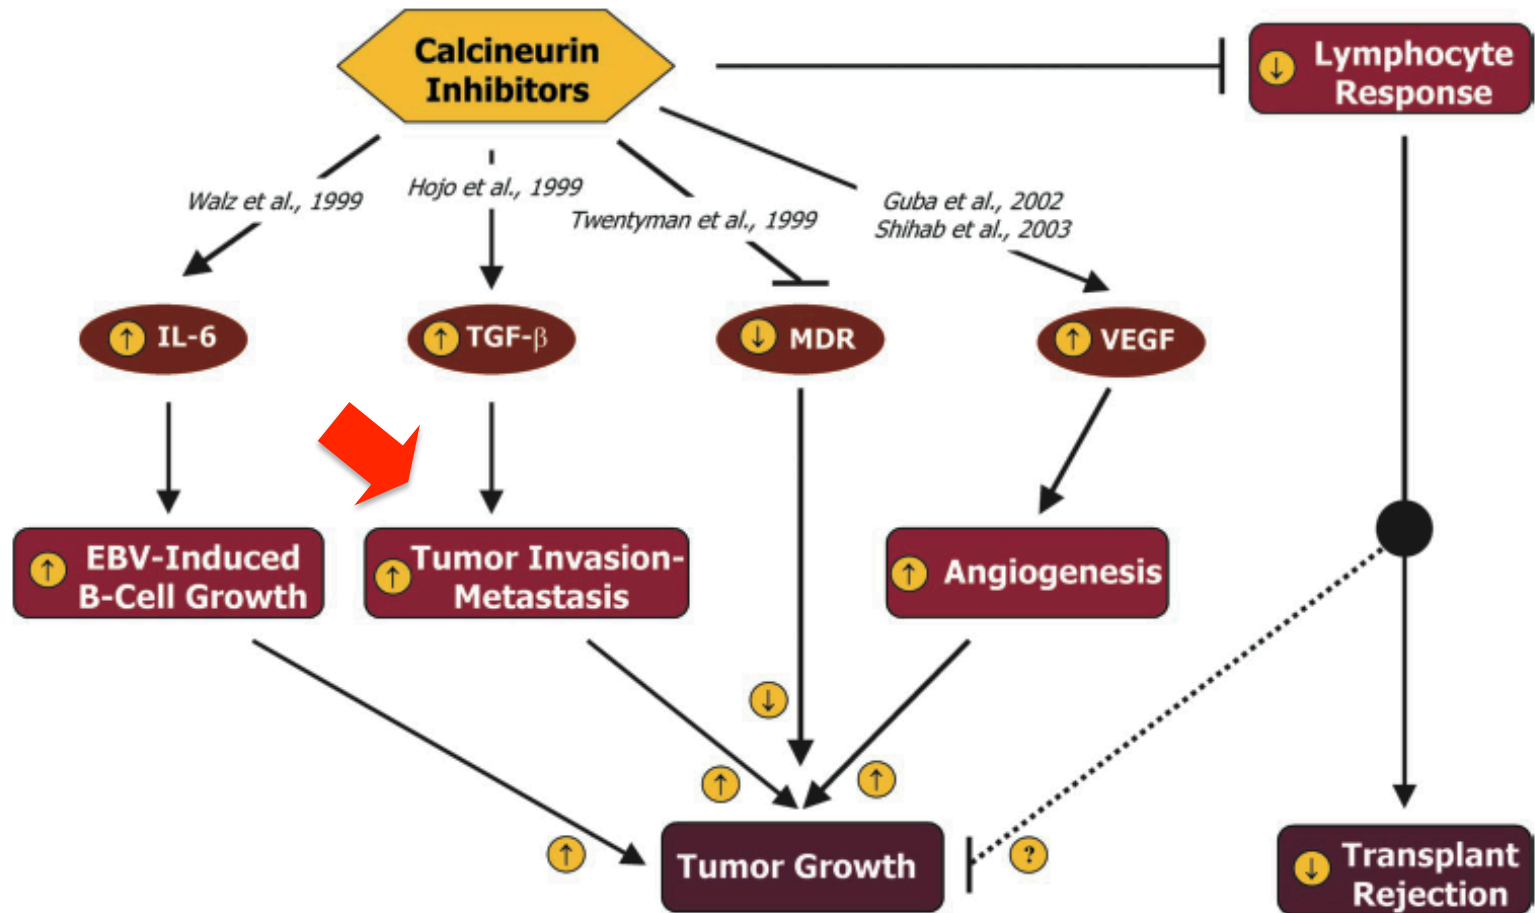 Calcineurin
Inhibitors
↓ Lymphocyte
Response
Walz et al., 1999
Hojo et al., 1999
Twentyman et al., 1999
Guba et al., 2002
Shihab et al., 2003
↑ IL-6
↑ TGF-β
↓ MDR
↑ VEGF
↑ EBV-Induced
B-Cell Growth
↑ Tumor Invasion-
Metastasis
↑ Angiogenesis
↓
↑
↑
↑
?
Tumor Growth
↓ Transplant
Rejection